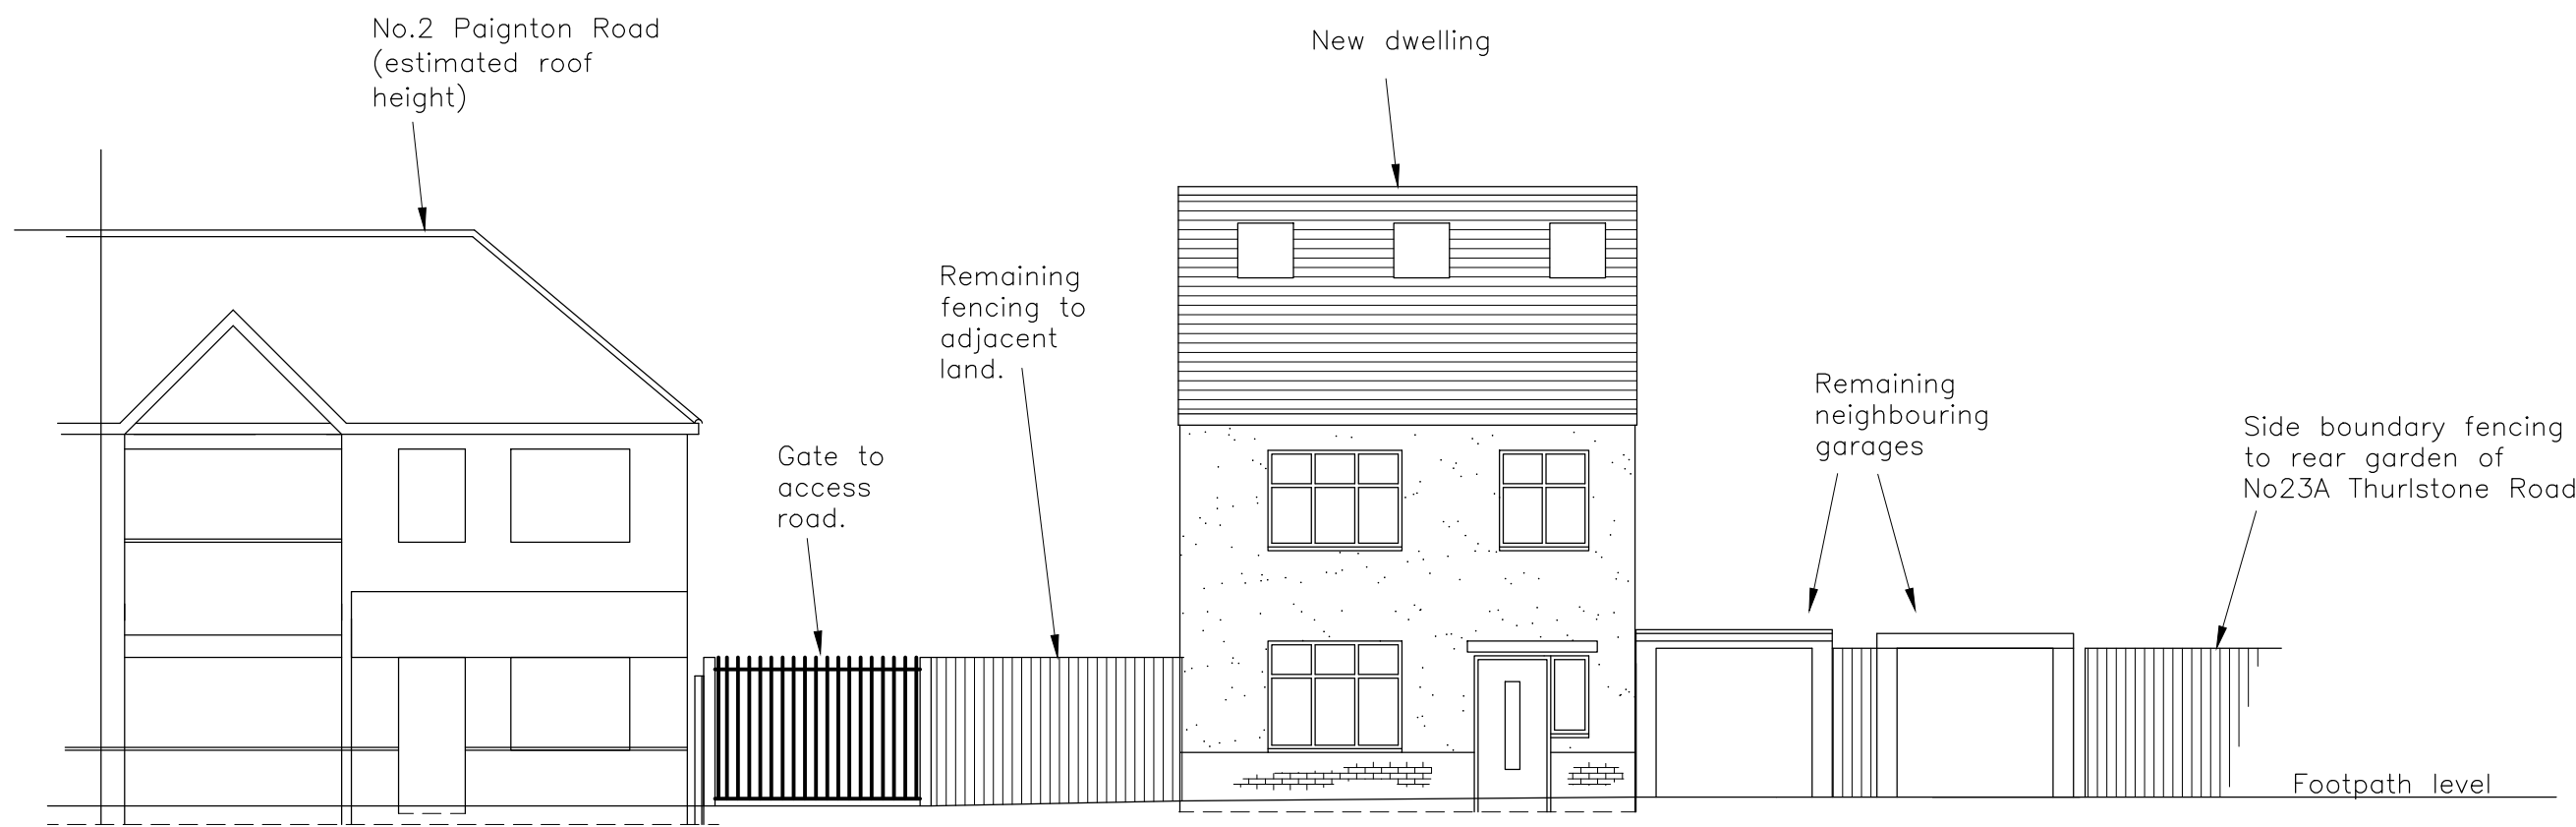 No.2 Paignton Road
(estimated roof
height)
New dwelling
Remaining
fencing to
adjacent
land.
Gate to
access
road.
Remaining
neighbouring
garages
Side boundary fencing
to rear garden of
No23A Thurlstone Road
Footpath level